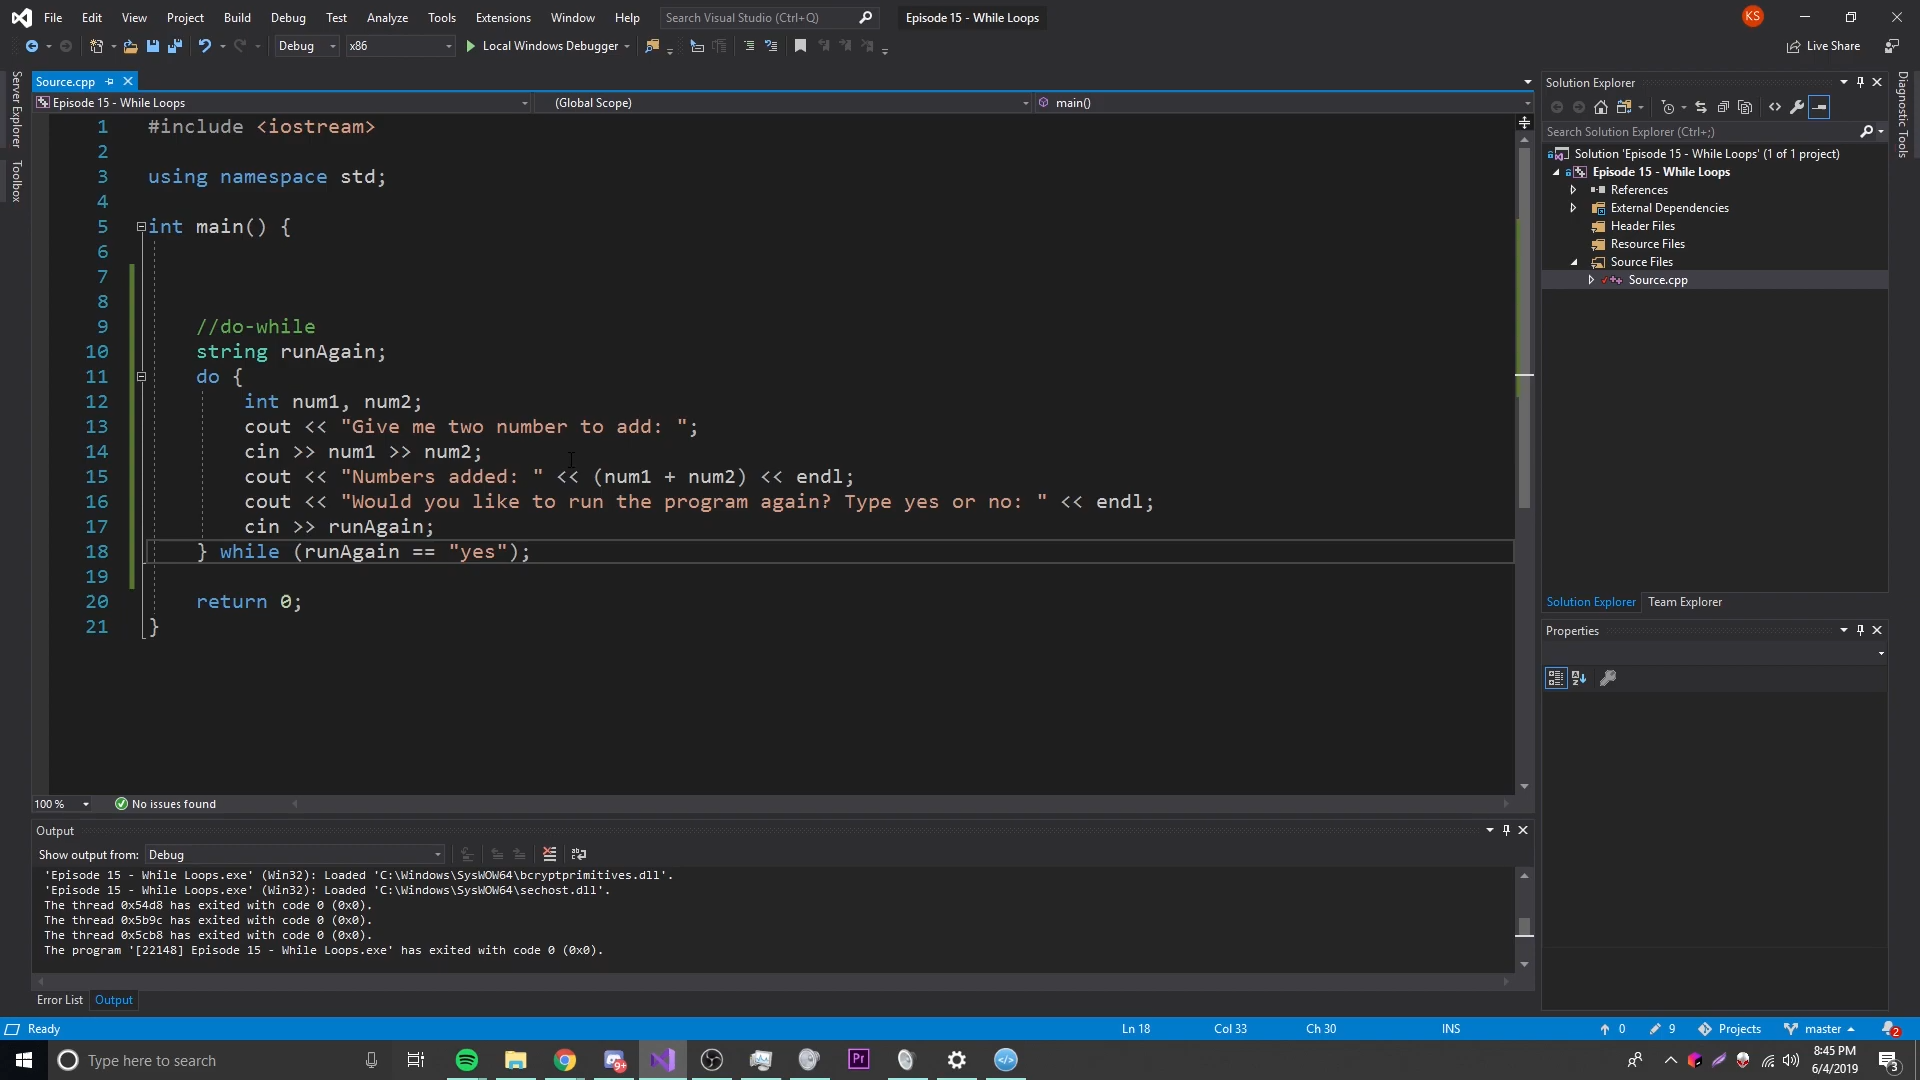 File Edit View Project Build Debug Test Analyze Tools Extensions Window Help Search Visual Studio (Ctrl+Q) Episode 15 - While Loops KS
Debug x86 Local Windows Debugger Live Share
Server Explorer
Toolbox
Source.cpp
Episode 15 - While Loops (Global Scope) main()
1 #include <iostream>
2
3 using namespace std;
4
5 int main() {
6
7
8
9 //do-while
10 string runAgain;
11 do {
12 int num1, num2;
13 cout << "Give me two number to add: ";
14 cin >> num1 >> num2;
15 cout << "Numbers added: " << (num1 + num2) << endl;
16 cout << "Would you like to run the program again? Type yes or no: " << endl;
17 cin >> runAgain;
18 } while (runAgain == "yes");
19
20 return 0;
21 }
100 % No issues found
Output
Show output from: Debug
'Episode 15 - While Loops.exe' (Win32): Loaded 'C:\Windows\SysWOW64\bcryptprimitives.dll'.
'Episode 15 - While Loops.exe' (Win32): Loaded 'C:\Windows\SysWOW64\sechost.dll'.
The thread 0x54d8 has exited with code 0 (0x0).
The thread 0x5b9c has exited with code 0 (0x0).
The thread 0x5cb8 has exited with code 0 (0x0).
The program '[22148] Episode 15 - While Loops.exe' has exited with code 0 (0x0).
Error List Output
Solution Explorer
Search Solution Explorer (Ctrl+;)
Solution 'Episode 15 - While Loops' (1 of 1 project)
Episode 15 - While Loops
References
External Dependencies
Header Files
Resource Files
Source Files
Source.cpp
Solution Explorer Team Explorer
Properties
Diagnostic Tools
Ready Ln 18 Col 33 Ch 30 INS 0 9 Projects master 2
Type here to search 9+ Pr 8:45 PM
6/4/2019 3